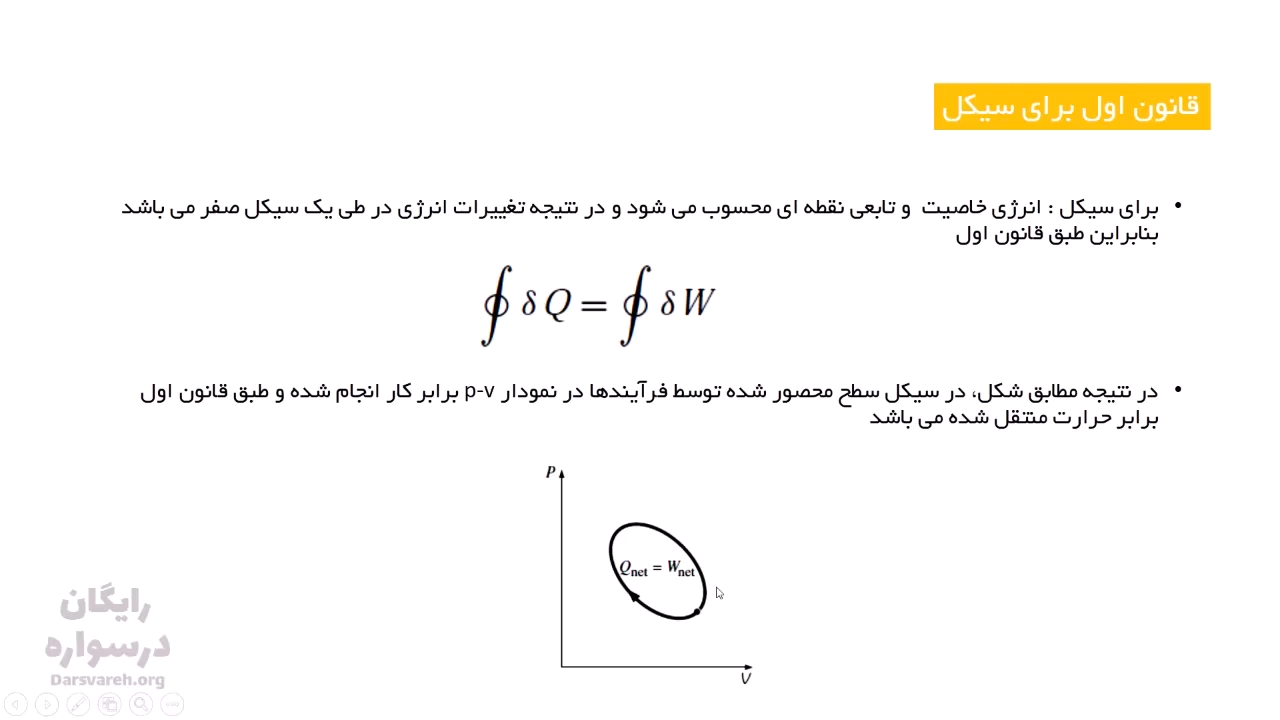 قانون اول برای سیکل
• برای سیکل : انرژی خاصیت و تابعی نقطه ای محسوب می شود و در نتیجه تغییرات انرژی در طی یک سیکل صفر می باشد
بنابراین طبق قانون اول
∮ δQ = ∮ δW
• در نتیجه مطابق شکل، در سیکل سطح محصور شده توسط فرآیندها در نمودار p-v برابر کار انجام شده و طبق قانون اول
برابر حرارت منتقل شده می باشد
P
Qnet = Wnet
V
رایگان
درسواره
Darsvareh.org